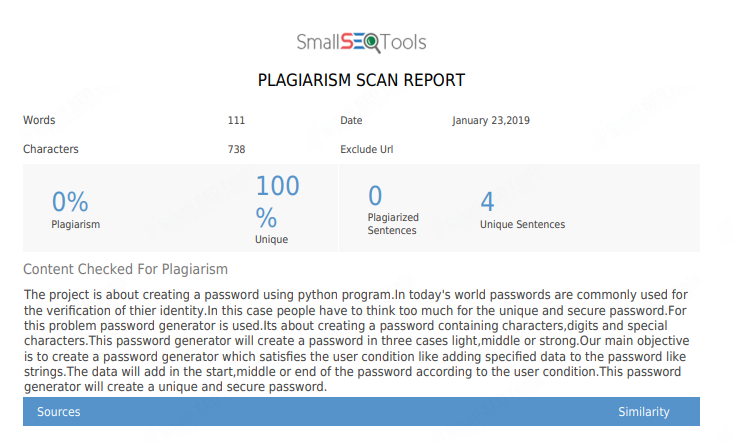 SmallSEOTools
PLAGIARISM SCAN REPORT
Words 111 Date January 23,2019
Characters 738 Exclude Url
0% Plagiarism
100 % Unique
0 Plagiarized Sentences
4 Unique Sentences
Content Checked For Plagiarism
The project is about creating a password using python program.In today's world passwords are commonly used for
the verification of thier identity.In this case people have to think too much for the unique and secure password.For
this problem password generator is used.Its about creating a password containing characters,digits and special
characters.This password generator will create a password in three cases light,middle or strong.Our main objective
is to create a password generator which satisfies the user condition like adding specified data to the password like
strings.The data will add in the start,middle or end of the password according to the user condition.This password
generator will create a unique and secure password.
Sources Similarity